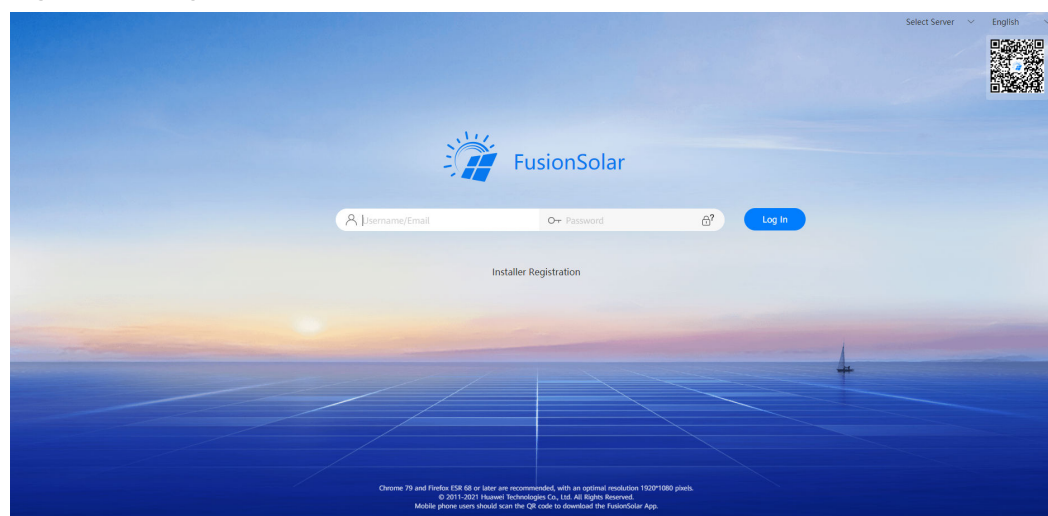 Select Server English
FusionSolar
Username/Email Password ? Log In
Installer Registration
Chrome 79 and Firefox ESR 68 or later are recommended, with an optimal resolution 1920*1080 pixels.
© 2011-2021 Huawei Technologies Co., Ltd. All Rights Reserved.
Mobile phone users should scan the QR code to download the FusionSolar App.